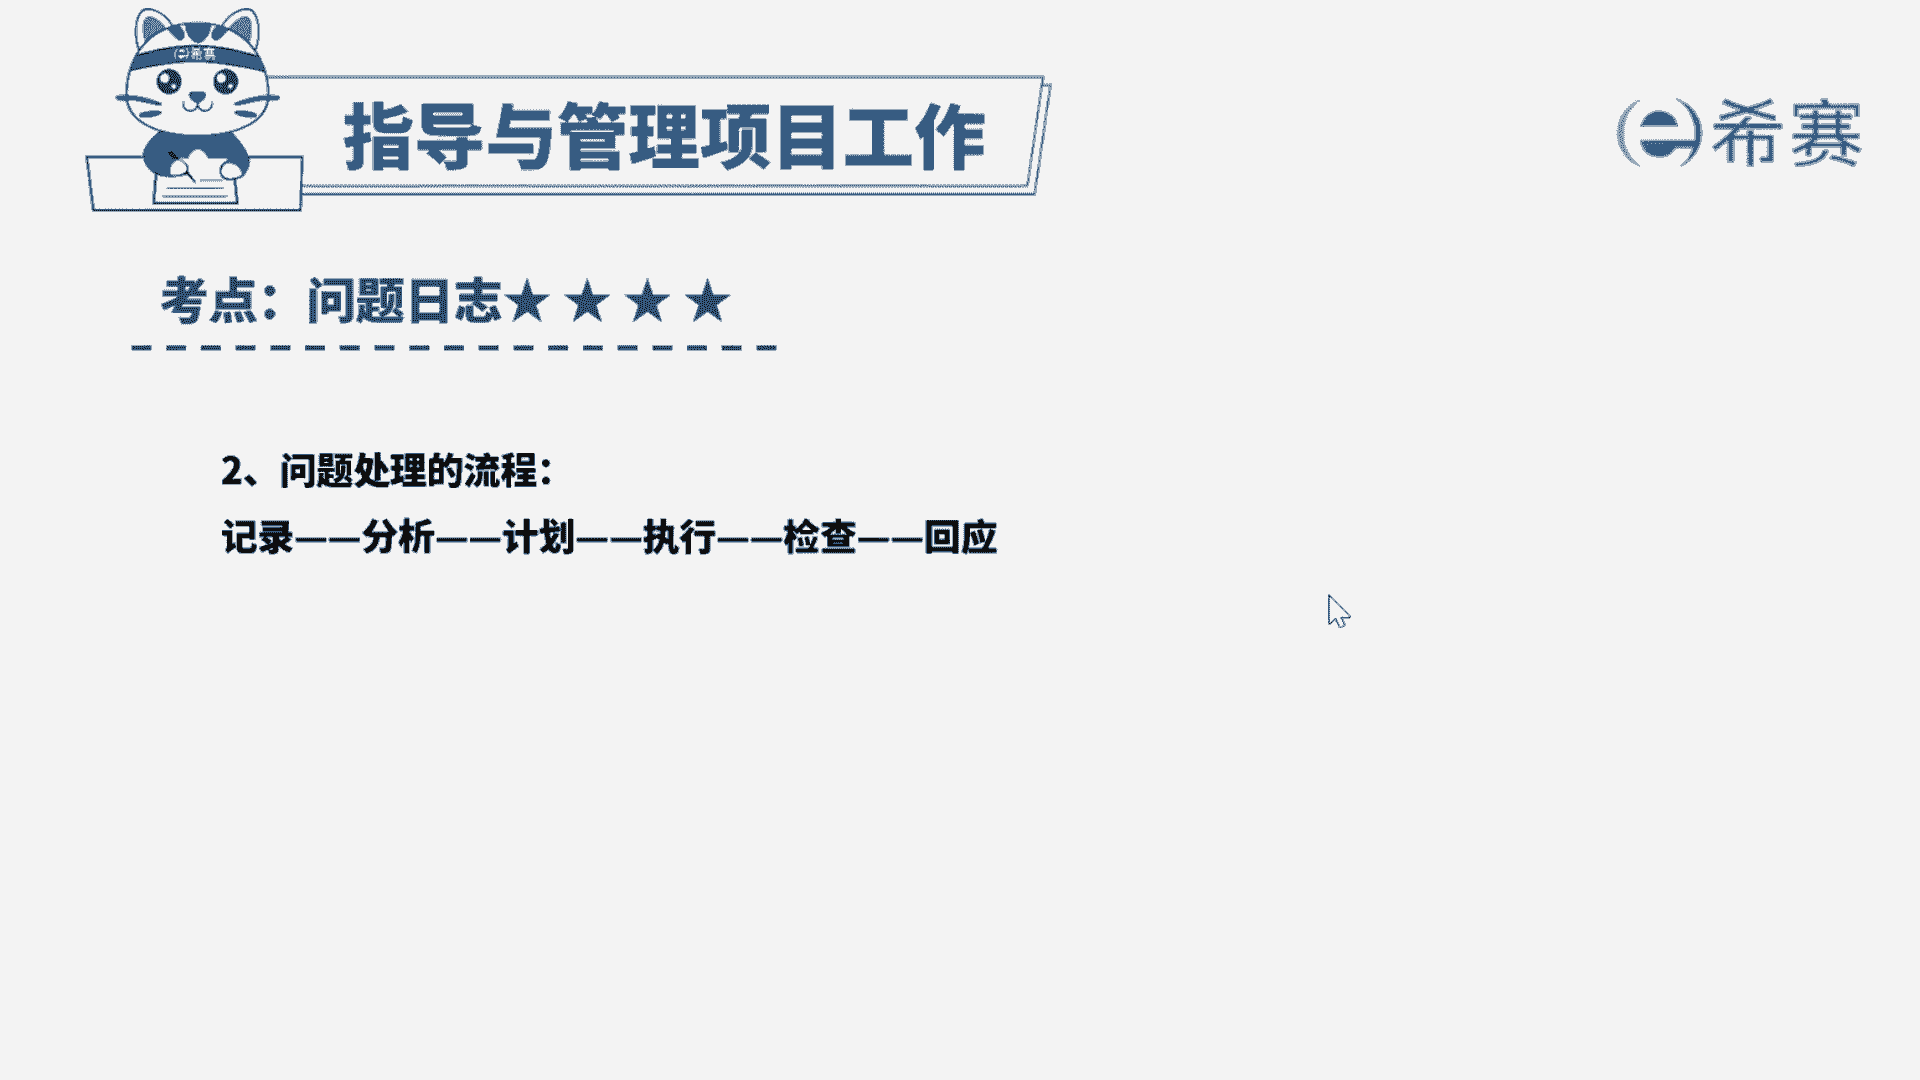 (e)希赛
指导与管理项目工作
(e)希赛
考点：问题日志★★★★
2、问题处理的流程：
记录——分析——计划——执行——检查——回应